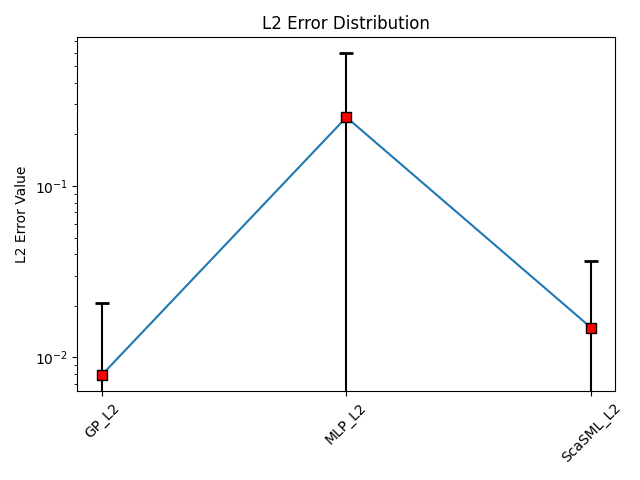 L2 Error Distribution
L2 Error Value
10⁻¹
10⁻²
GP_L2
MLP_L2
ScaSML_L2